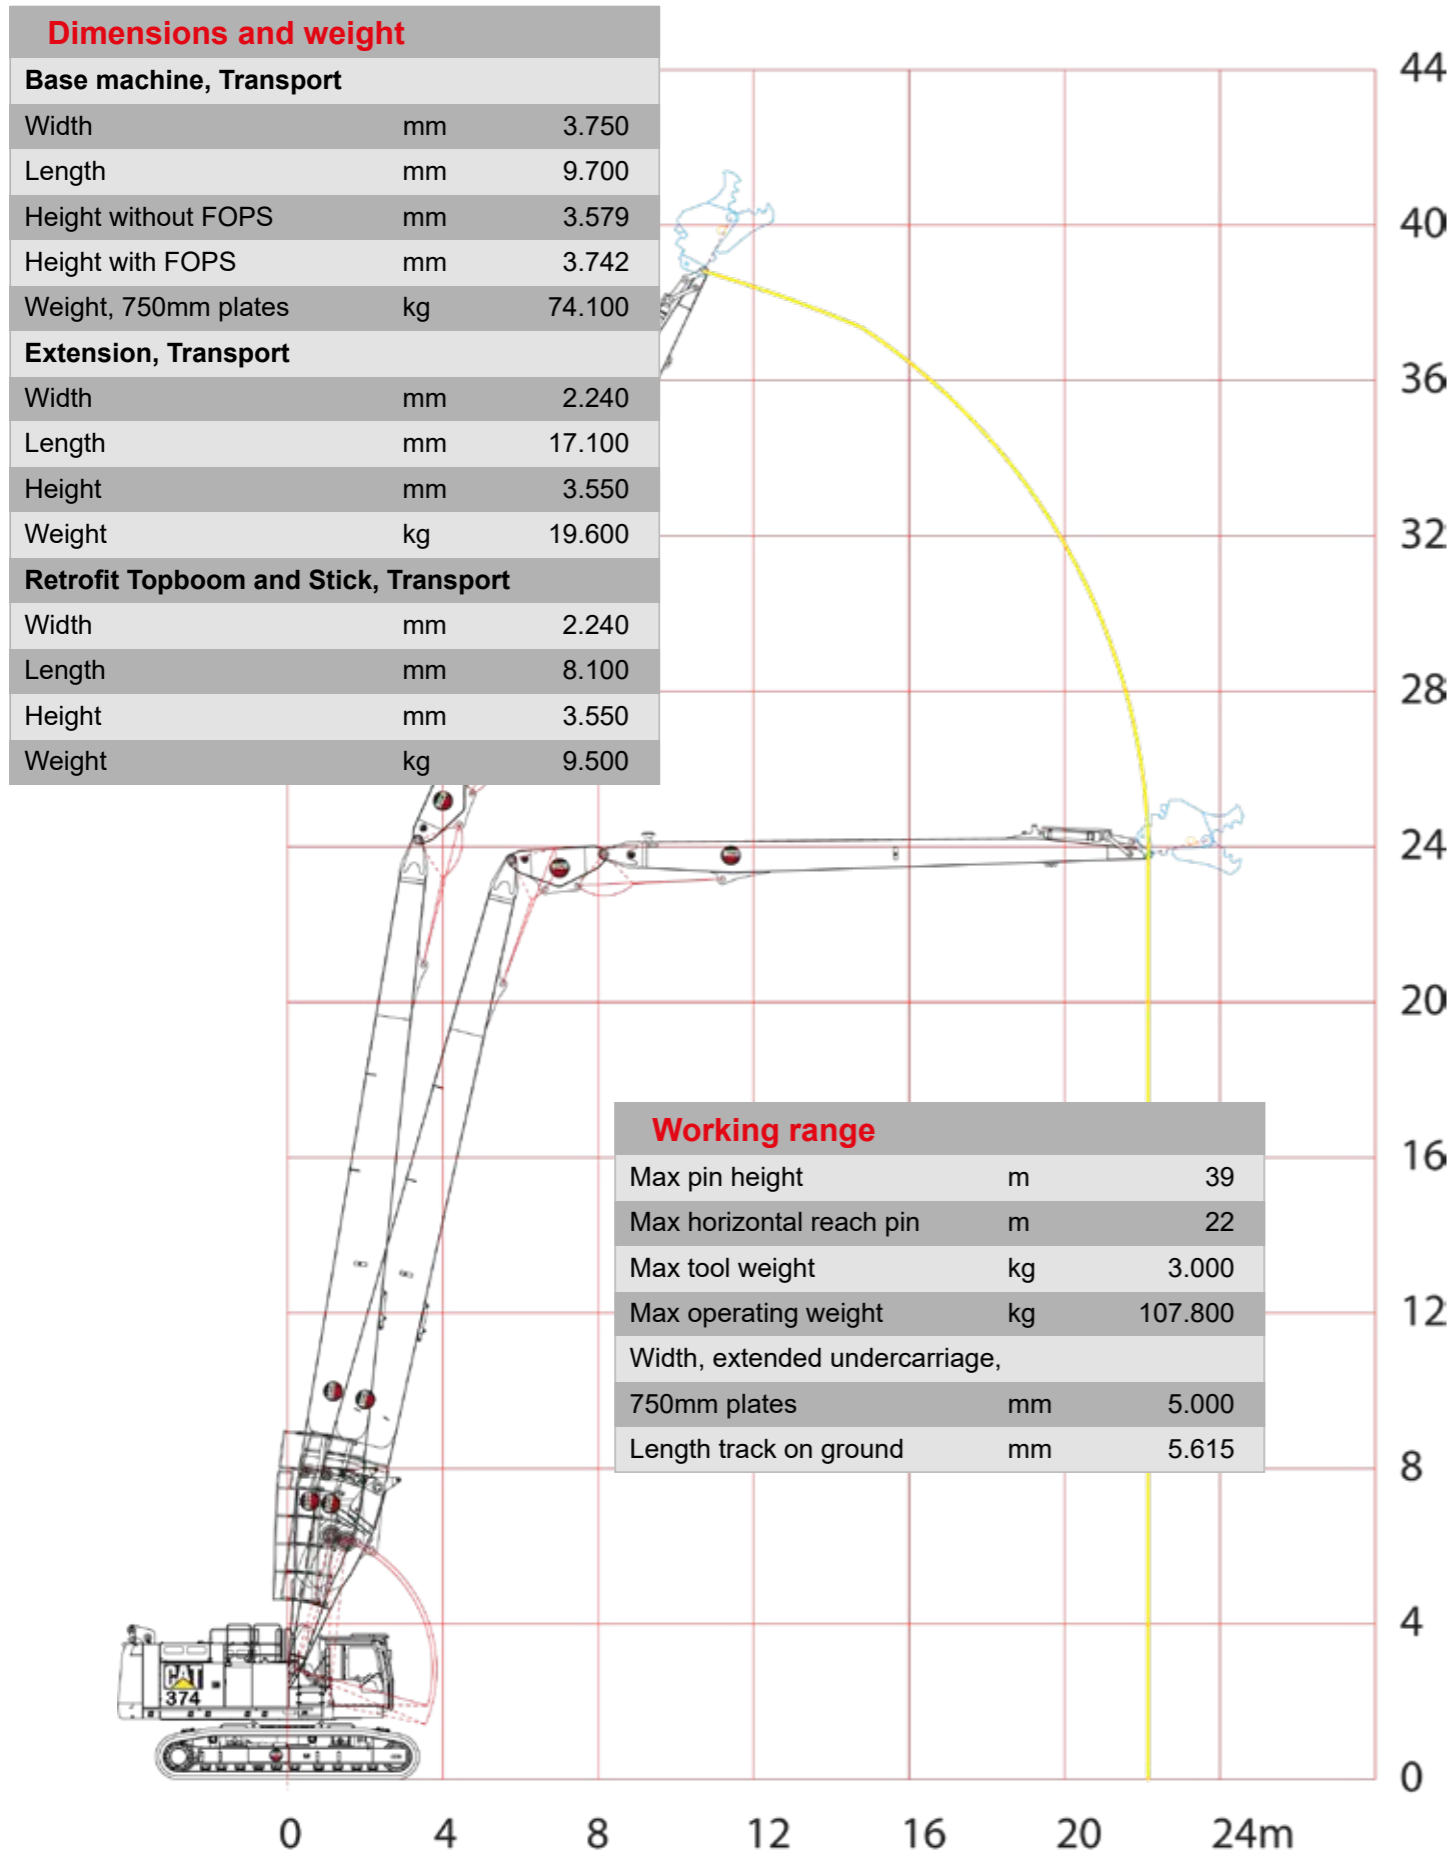 Dimensions and weight
Base machine, Transport
Width mm 3.750
Length mm 9.700
Height without FOPS mm 3.579
Height with FOPS mm 3.742
Weight, 750mm plates kg 74.100
Extension, Transport
Width mm 2.240
Length mm 17.100
Height mm 3.550
Weight kg 19.600
Retrofit Topboom and Stick, Transport
Width mm 2.240
Length mm 8.100
Height mm 3.550
Weight kg 9.500
44
40
36
32
28
24
20
16
12
8
4
0
Working range
Max pin height m 39
Max horizontal reach pin m 22
Max tool weight kg 3.000
Max operating weight kg 107.800
Width, extended undercarriage,
750mm plates mm 5.000
Length track on ground mm 5.615
CAT
374
0 4 8 12 16 20 24m